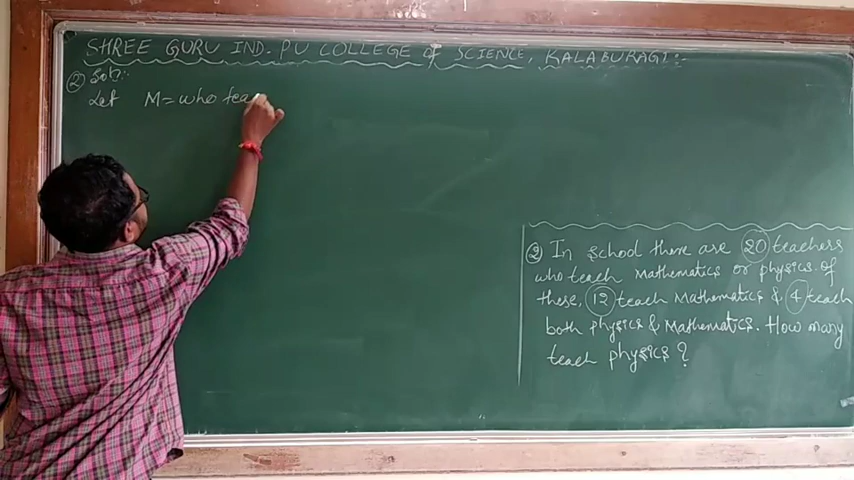 SHREE GURU IND. PU COLLEGE of SCIENCE, KALABURAGI :-
② Soln:-
Let M = who tea
② In school there are 20 teachers
who teach Mathematics or physics. of
these, 12 teach Mathematics & 4 teach
both physics & Mathematics. How many
teach physics ?